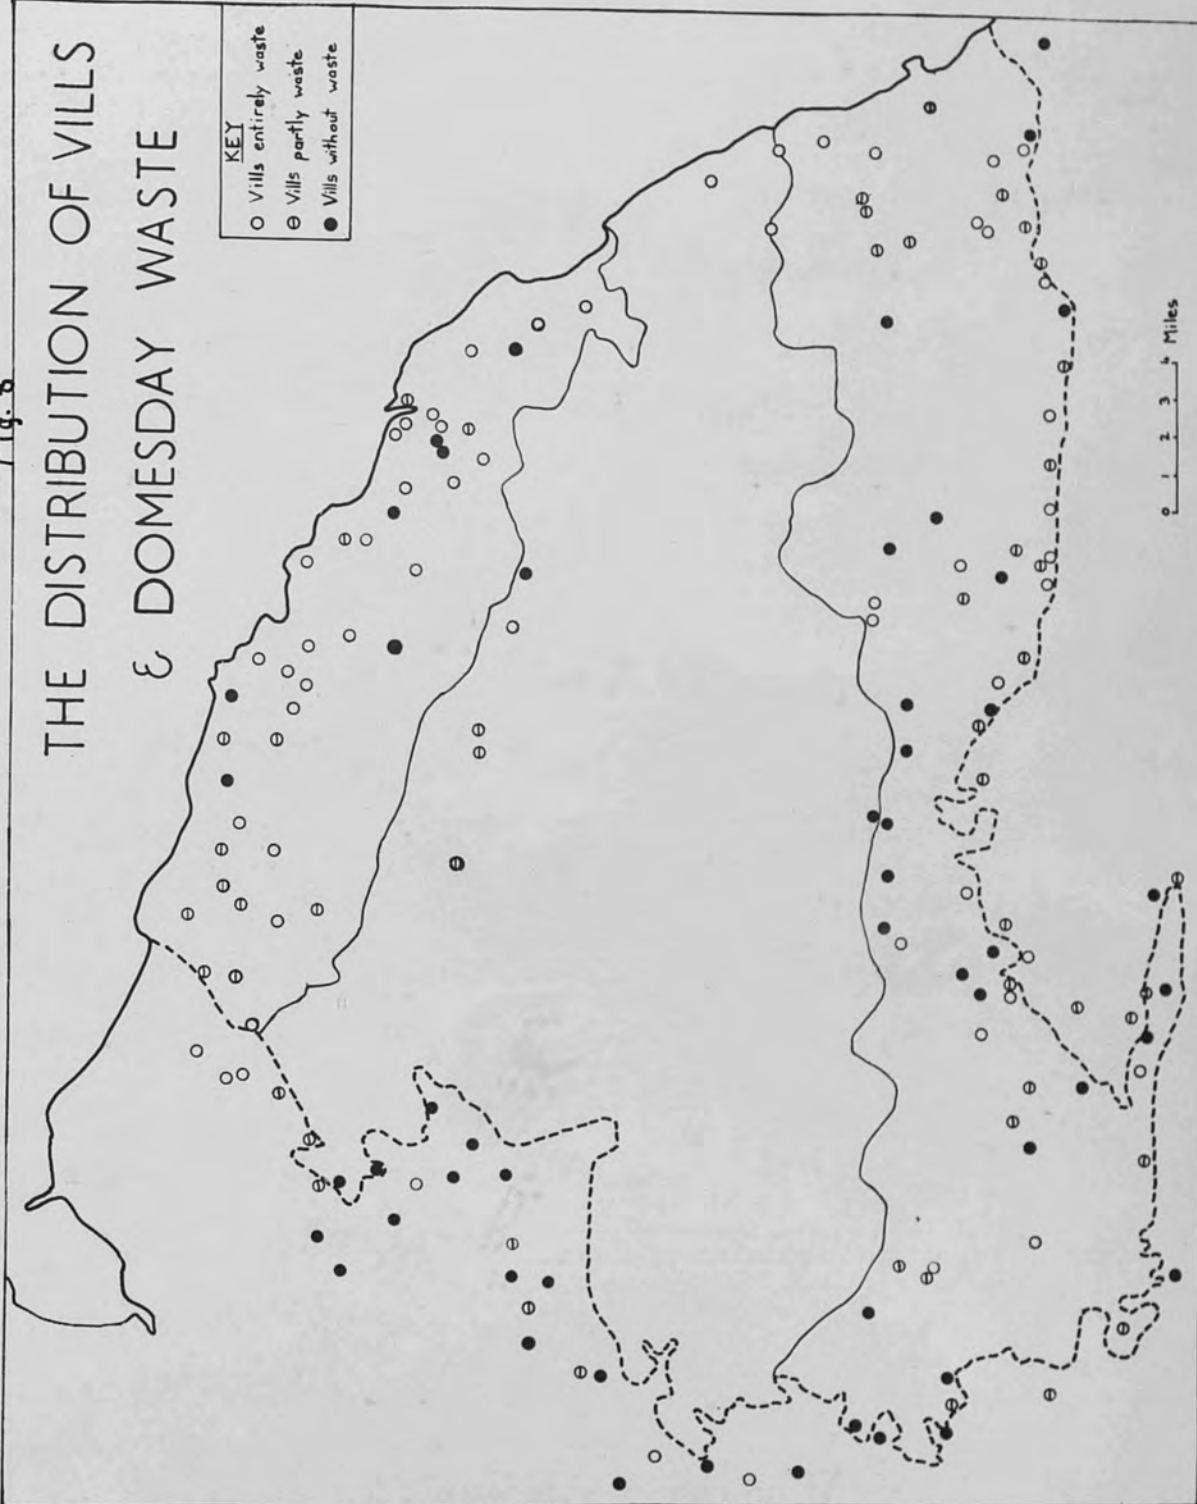 THE DISTRIBUTION OF VILLS
& DOMESDAY WASTE
KEY
Vills entirely waste
Vills partly waste
Vills without waste
0 1 2 3 4 Miles